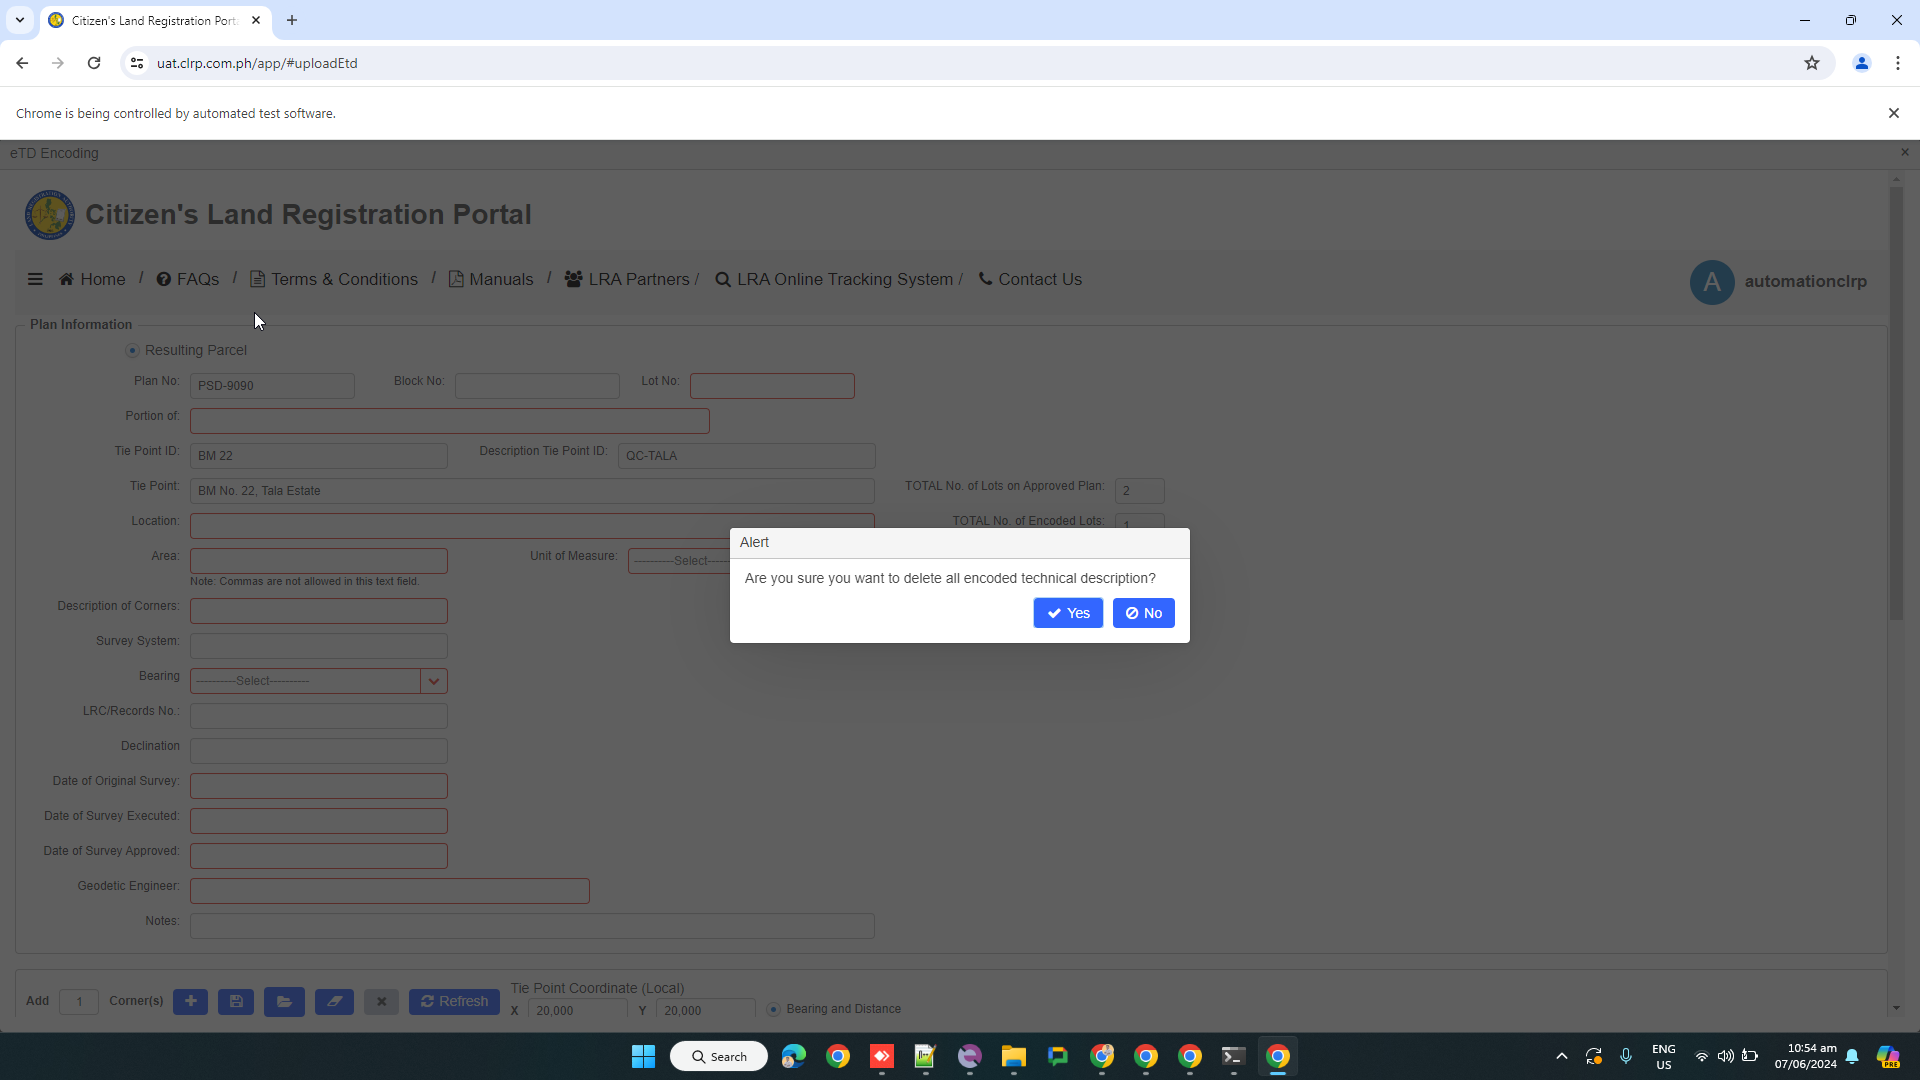 Citizen's Land Registration Porta
uat.clrp.com.ph/app/#uploadEtd
Chrome is being controlled by automated test software.
eTD Encoding
Citizen's Land Registration Portal
Home / FAQs / Terms & Conditions / Manuals / LRA Partners / LRA Online Tracking System / Contact Us
A automationclrp
Plan Information
Resulting Parcel
Plan No: PSD-9090 Block No: Lot No:
Portion of:
Tie Point ID: BM 22 Description Tie Point ID: QC-TALA
Tie Point: BM No. 22, Tala Estate TOTAL No. of Lots on Approved Plan: 2
Location: TOTAL No. of Encoded Lots: 1
Area: Unit of Measure: ----------Select------
Note: Commas are not allowed in this text field.
Alert
Are you sure you want to delete all encoded technical description?
Yes No
Description of Corners:
Survey System:
Bearing ----------Select----------
LRC/Records No.:
Declination
Date of Original Survey:
Date of Survey Executed:
Date of Survey Approved:
Geodetic Engineer:
Notes:
Add 1 Corner(s) Refresh
Tie Point Coordinate (Local)
X 20,000 Y 20,000 Bearing and Distance
Search
ENG
US
10:54 am
07/06/2024
PRE